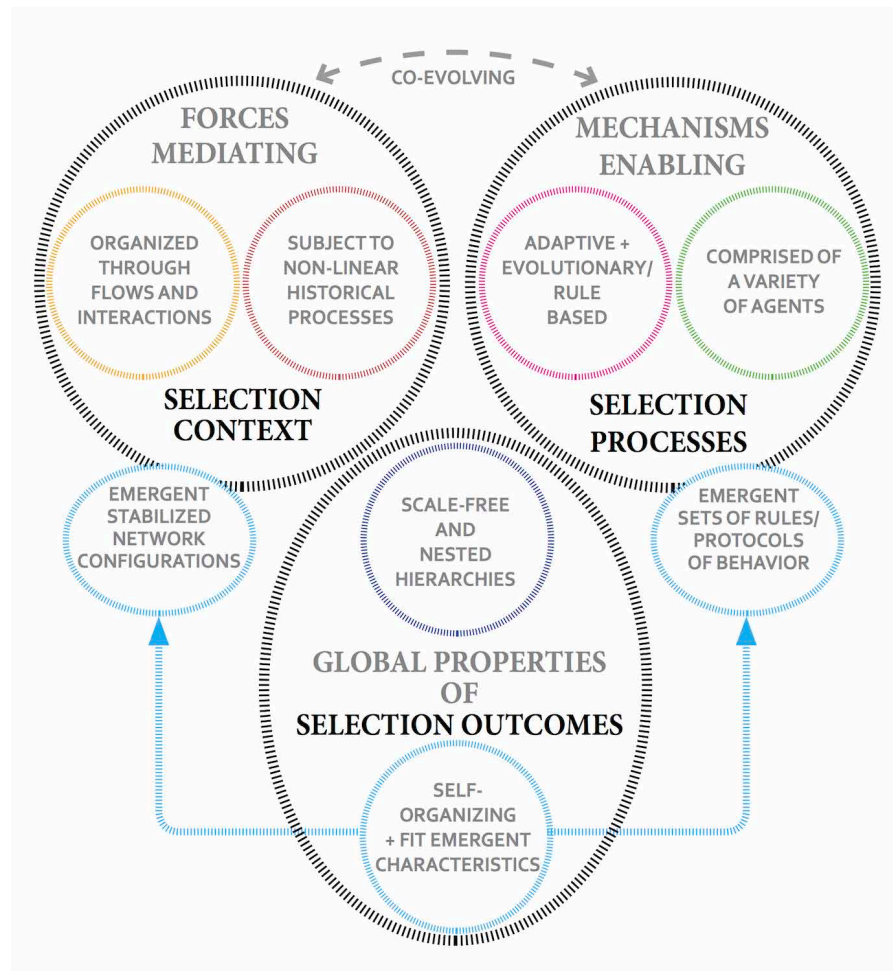 CO-EVOLVING
FORCES
MEDIATING
ORGANIZED
THROUGH
FLOWS AND
INTERACTIONS
SUBJECT TO
NON-LINEAR
HISTORICAL
PROCESSES
SELECTION
CONTEXT
MECHANISMS
ENABLING
ADAPTIVE +
EVOLUTIONARY/
RULE
BASED
COMPRISED OF
A VARIETY
OF AGENTS
SELECTION
PROCESSES
EMERGENT
STABILIZED
NETWORK
CONFIGURATIONS
SCALE-FREE
AND
NESTED
HIERARCHIES
EMERGENT
SETS OF RULES/
PROTOCOLS
OF BEHAVIOR
GLOBAL PROPERTIES
OF
SELECTION OUTCOMES
SELF-
ORGANIZING
+ FIT EMERGENT
CHARACTERISTICS